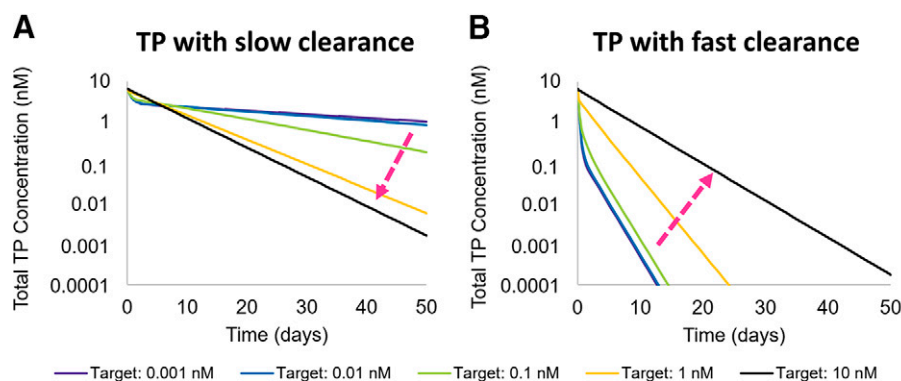 A
TP with slow clearance
Total TP Concentration (nM)
10
1
0.1
0.01
0.001
0.0001
0
10
20
30
40
50
Time (days)
B
TP with fast clearance
Total TP Concentration (nM)
10
1
0.1
0.01
0.001
0.0001
0
10
20
30
40
50
Time (days)
Target: 0.001 nM
Target: 0.01 nM
Target: 0.1 nM
Target: 1 nM
Target: 10 nM